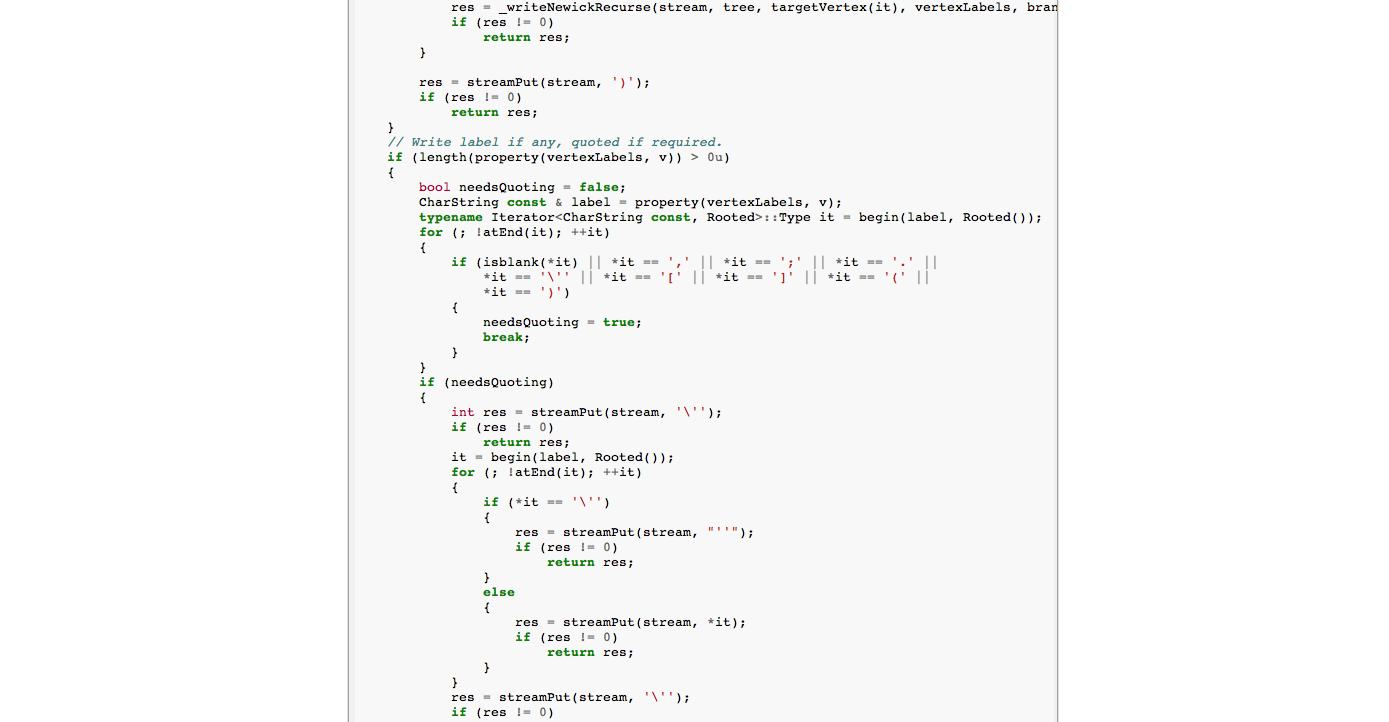 res = _writeNewickRecurse(stream, tree, targetVertex(it), vertexLabels, bran
if (res != 0)
return res;
}
res = streamPut(stream, ')');
if (res != 0)
return res;
}
// Write label if any, quoted if required.
if (length(property(vertexLabels, v)) > 0u)
{
bool needsQuoting = false;
CharString const & label = property(vertexLabels, v);
typename Iterator<CharString const, Rooted>::Type it = begin(label, Rooted());
for (; !atEnd(it); ++it)
{
if (isblank(*it) || *it == ',' || *it == ';' || *it == '.' ||
*it == '\'' || *it == '[' || *it == ']' || *it == '(' ||
*it == ')')
{
needsQuoting = true;
break;
}
}
if (needsQuoting)
{
int res = streamPut(stream, '\'');
if (res != 0)
return res;
it = begin(label, Rooted());
for (; !atEnd(it); ++it)
{
if (*it == '\'')
{
res = streamPut(stream, "''");
if (res != 0)
return res;
}
else
{
res = streamPut(stream, *it);
if (res != 0)
return res;
}
}
res = streamPut(stream, '\'');
if (res != 0)